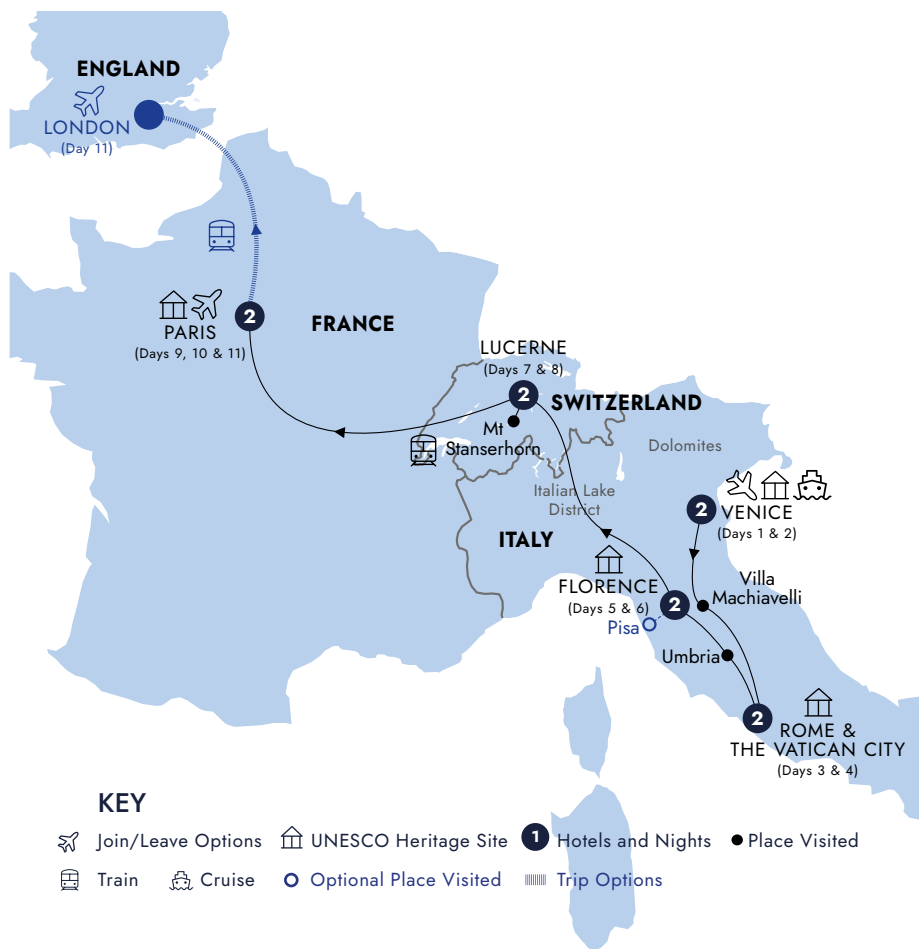 ENGLAND
LONDON
(Day 11)
2
PARIS
(Days 9, 10 & 11)
FRANCE
LUCERNE
(Days 7 & 8)
2
SWITZERLAND
Mt
Stanserhorn
Dolomites
Italian Lake
District
2
VENICE
(Days 1 & 2)
ITALY
FLORENCE
(Days 5 & 6)
2
Villa
Machiavelli
Pisa
Umbria
2
ROME &
THE VATICAN CITY
(Days 3 & 4)
KEY
Join/Leave Options
UNESCO Heritage Site
1
Hotels and Nights
Place Visited
Train
Cruise
Optional Place Visited
Trip Options